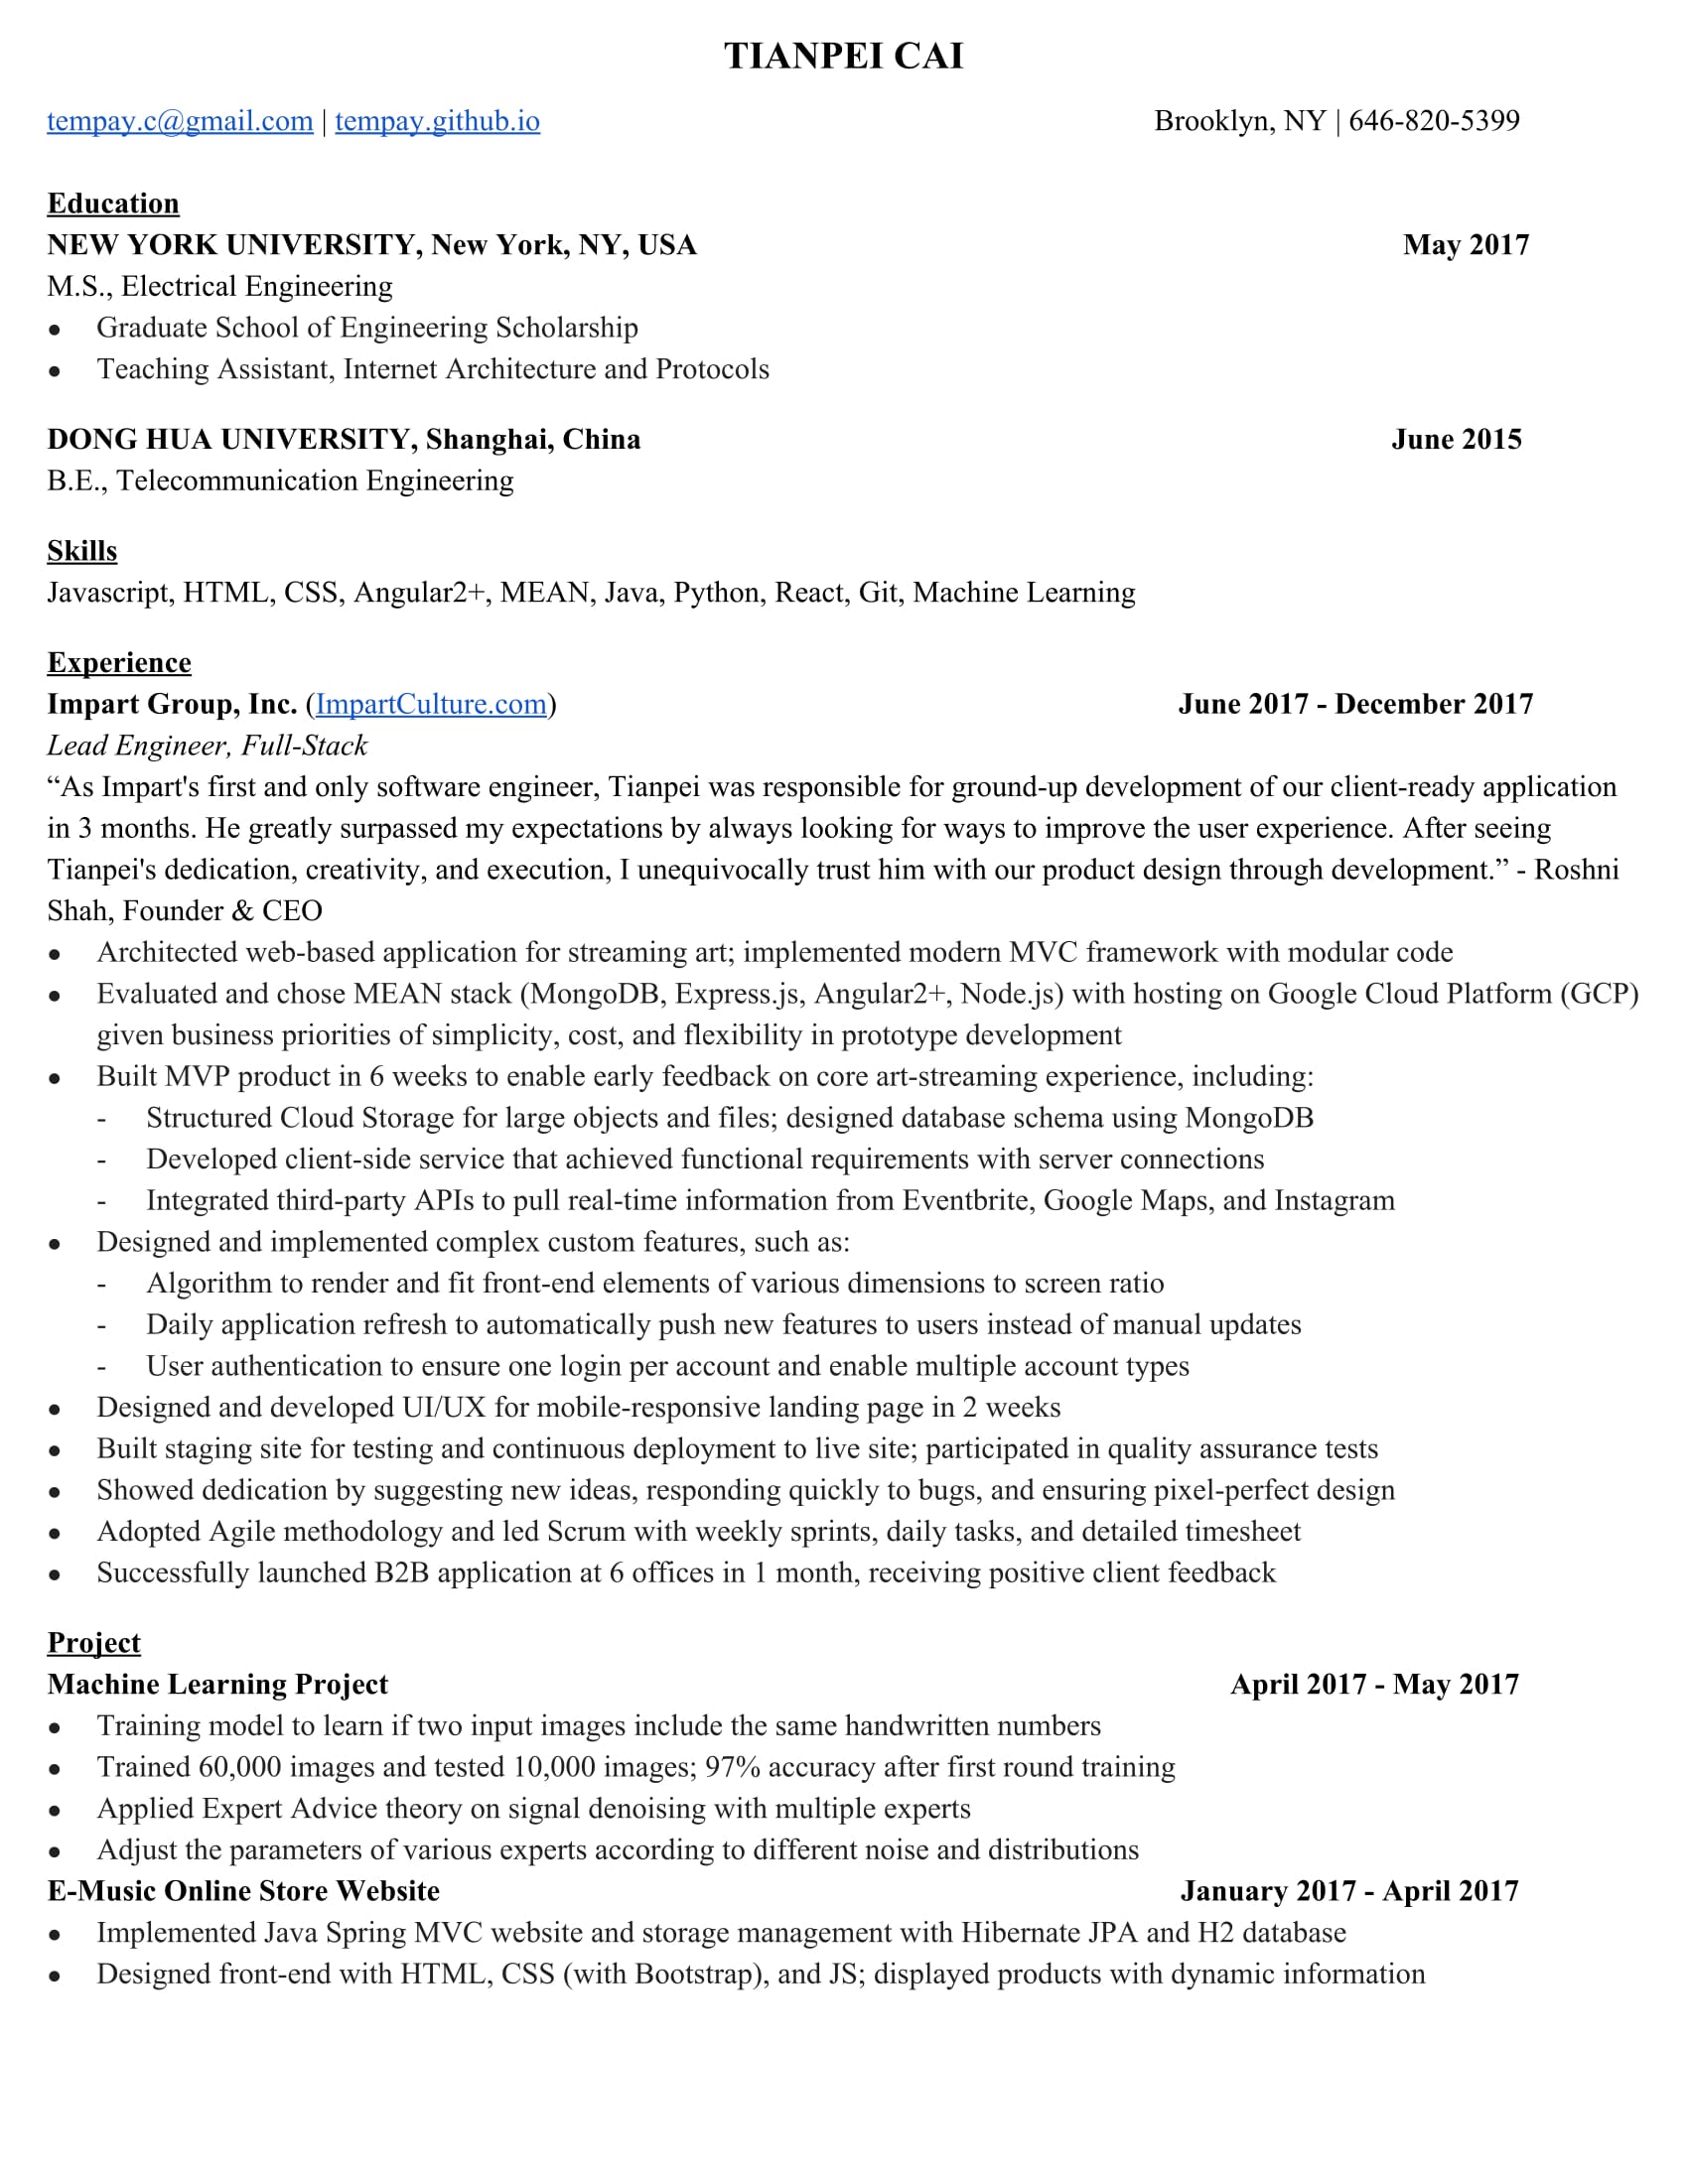 TIANPEI CAI
tempay.c@gmail.com | tempay.github.io Brooklyn, NY | 646-820-5399
Education
NEW YORK UNIVERSITY, New York, NY, USA May 2017
M.S., Electrical Engineering
● Graduate School of Engineering Scholarship
● Teaching Assistant, Internet Architecture and Protocols
DONG HUA UNIVERSITY, Shanghai, China June 2015
B.E., Telecommunication Engineering
Skills
Javascript, HTML, CSS, Angular2+, MEAN, Java, Python, React, Git, Machine Learning
Experience
Impart Group, Inc. (ImpartCulture.com) June 2017 - December 2017
Lead Engineer, Full-Stack
“As Impart's first and only software engineer, Tianpei was responsible for ground-up development of our client-ready application
in 3 months. He greatly surpassed my expectations by always looking for ways to improve the user experience. After seeing
Tianpei's dedication, creativity, and execution, I unequivocally trust him with our product design through development.” - Roshni
Shah, Founder & CEO
● Architected web-based application for streaming art; implemented modern MVC framework with modular code
● Evaluated and chose MEAN stack (MongoDB, Express.js, Angular2+, Node.js) with hosting on Google Cloud Platform (GCP)
given business priorities of simplicity, cost, and flexibility in prototype development
● Built MVP product in 6 weeks to enable early feedback on core art-streaming experience, including:
- Structured Cloud Storage for large objects and files; designed database schema using MongoDB
- Developed client-side service that achieved functional requirements with server connections
- Integrated third-party APIs to pull real-time information from Eventbrite, Google Maps, and Instagram
● Designed and implemented complex custom features, such as:
- Algorithm to render and fit front-end elements of various dimensions to screen ratio
- Daily application refresh to automatically push new features to users instead of manual updates
- User authentication to ensure one login per account and enable multiple account types
● Designed and developed UI/UX for mobile-responsive landing page in 2 weeks
● Built staging site for testing and continuous deployment to live site; participated in quality assurance tests
● Showed dedication by suggesting new ideas, responding quickly to bugs, and ensuring pixel-perfect design
● Adopted Agile methodology and led Scrum with weekly sprints, daily tasks, and detailed timesheet
● Successfully launched B2B application at 6 offices in 1 month, receiving positive client feedback
Project
Machine Learning Project April 2017 - May 2017
● Training model to learn if two input images include the same handwritten numbers
● Trained 60,000 images and tested 10,000 images; 97% accuracy after first round training
● Applied Expert Advice theory on signal denoising with multiple experts
● Adjust the parameters of various experts according to different noise and distributions
E-Music Online Store Website January 2017 - April 2017
● Implemented Java Spring MVC website and storage management with Hibernate JPA and H2 database
● Designed front-end with HTML, CSS (with Bootstrap), and JS; displayed products with dynamic information